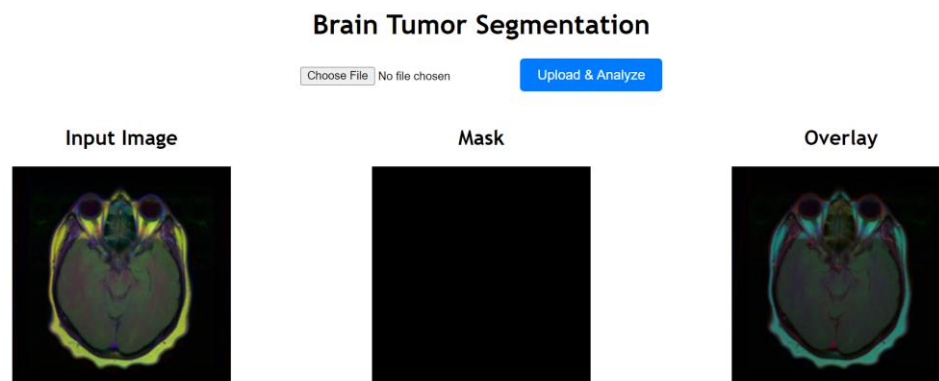 Brain Tumor Segmentation
Choose File No file chosen Upload & Analyze
Input Image Mask Overlay